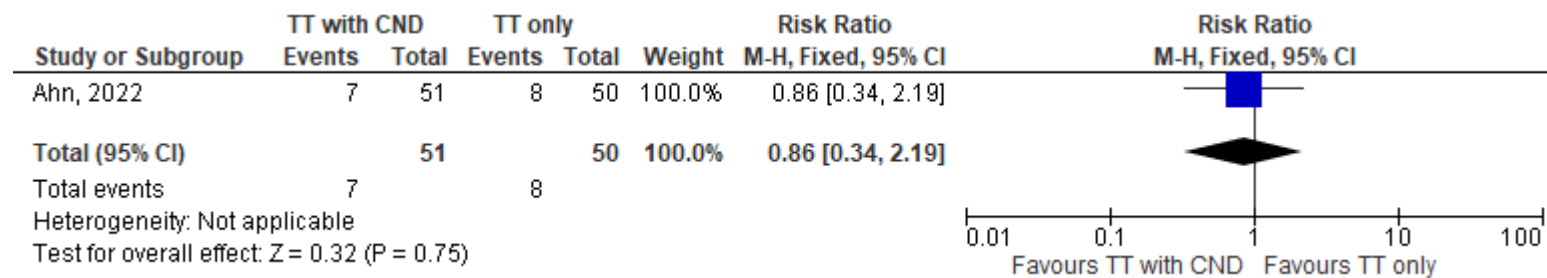 TT with CND TT only Risk Ratio Risk Ratio
Study or Subgroup Events Total Events Total Weight M-H, Fixed, 95% CI M-H, Fixed, 95% CI
Ahn, 2022 7 51 8 50 100.0% 0.86 [0.34, 2.19]
Total (95% CI) 51 50 100.0% 0.86 [0.34, 2.19]
Total events 7 8
Heterogeneity: Not applicable
Test for overall effect: Z = 0.32 (P = 0.75)
0.01 0.1 1 10 100
Favours TT with CND Favours TT only